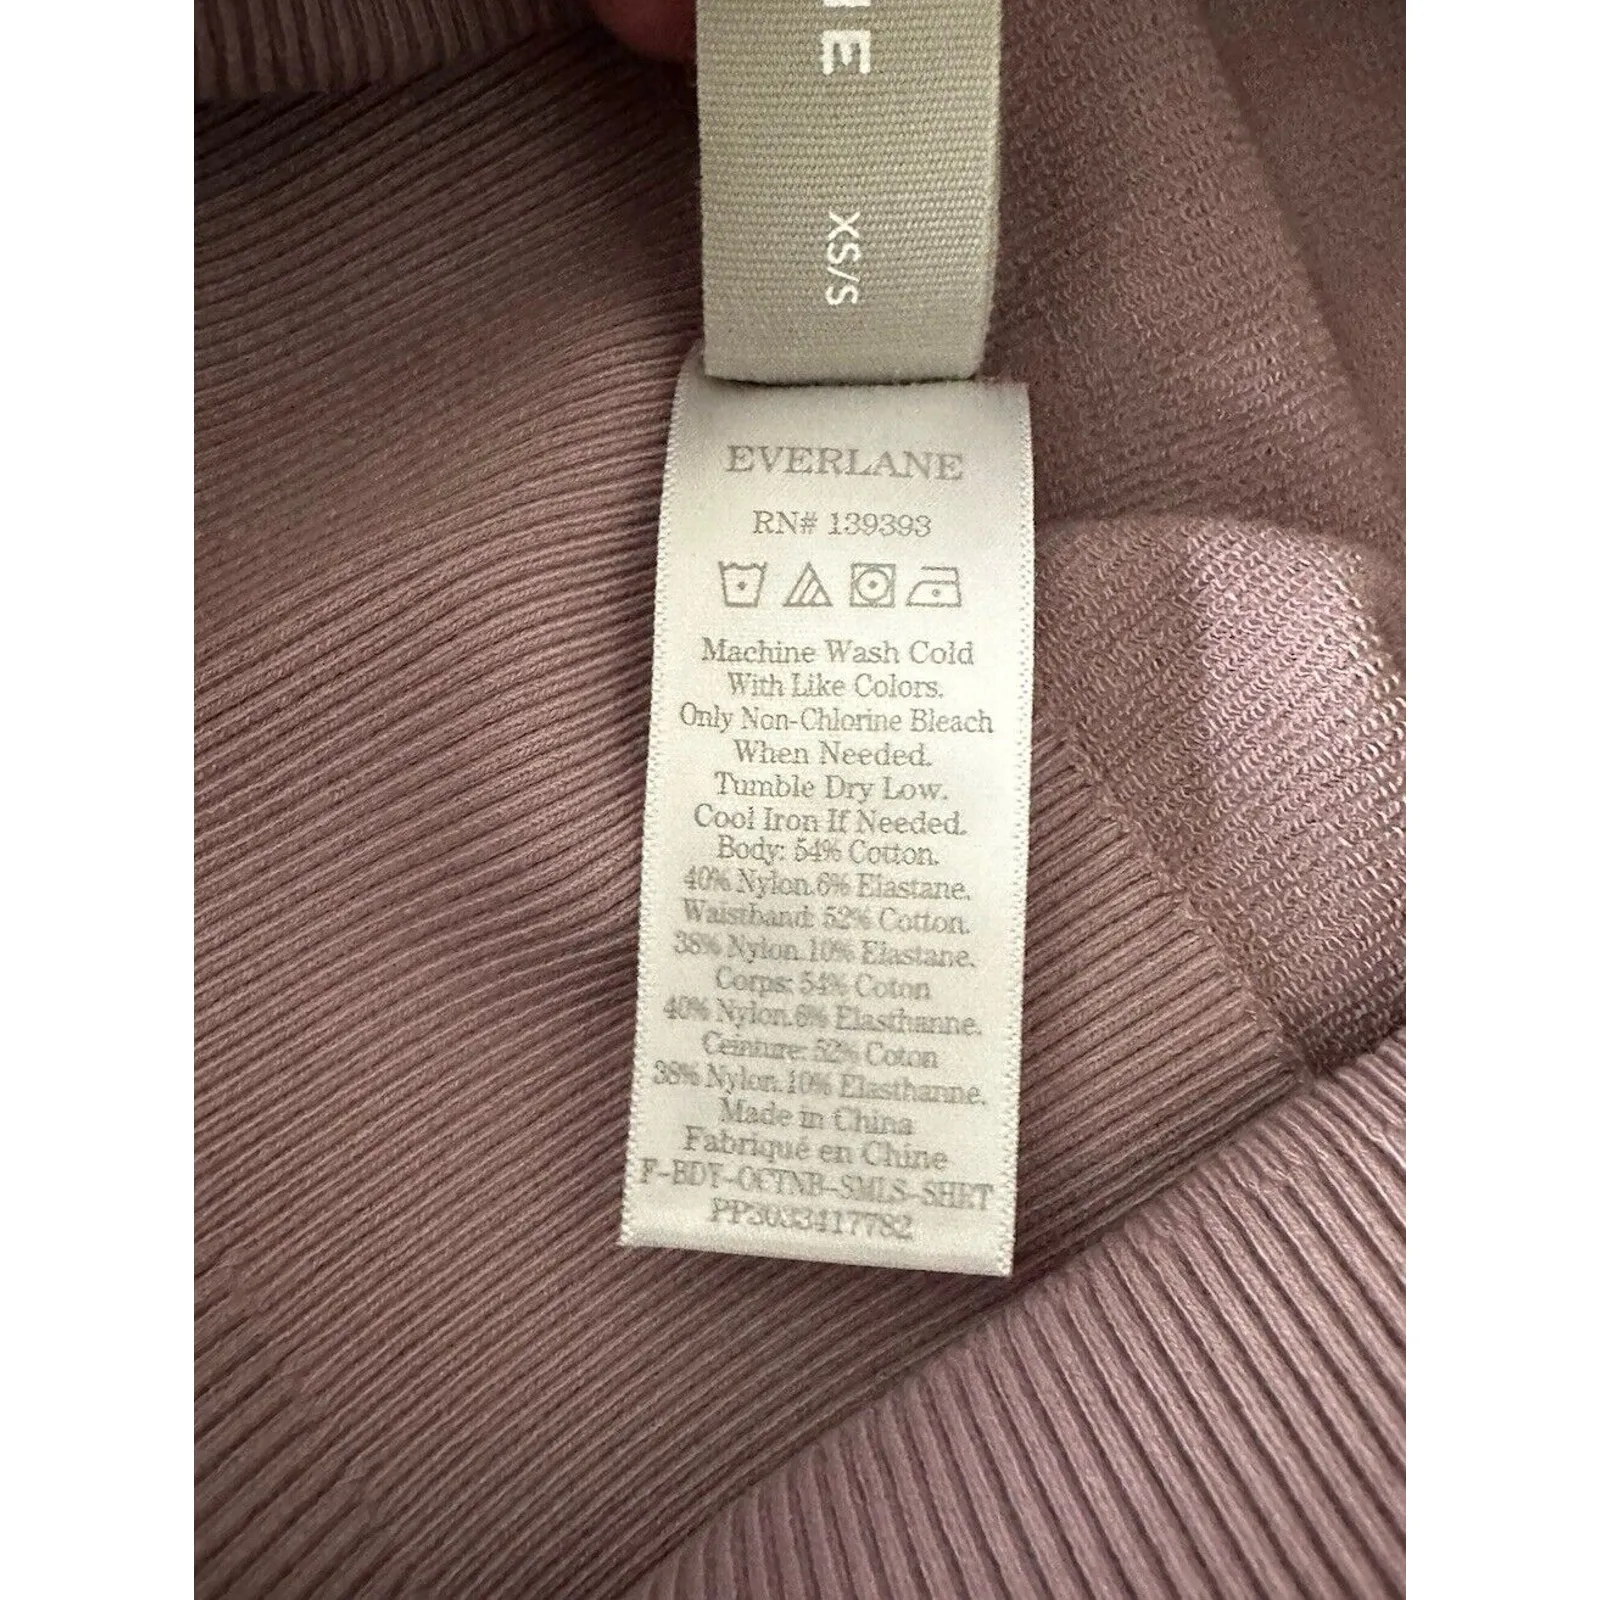 NE
XS/S
EVERLANE
RN# 139393
Machine Wash Cold
With Like Colors.
Only Non-Chlorine Bleach
When Needed.
Tumble Dry Low.
Cool Iron If Needed.
Body: 54% Cotton.
40% Nylon.6% Elastane.
Waistband: 52% Cotton.
38% Nylon.10% Elastane.
Corps: 54% Coton
40% Nylon.6% Elasthanne.
Ceinture: 52% Coton
38% Nylon.10% Elasthanne.
Made in China
Fabriqué en Chine
F-BDY-OCTNB-SMLS-SHRT
PP3033417782